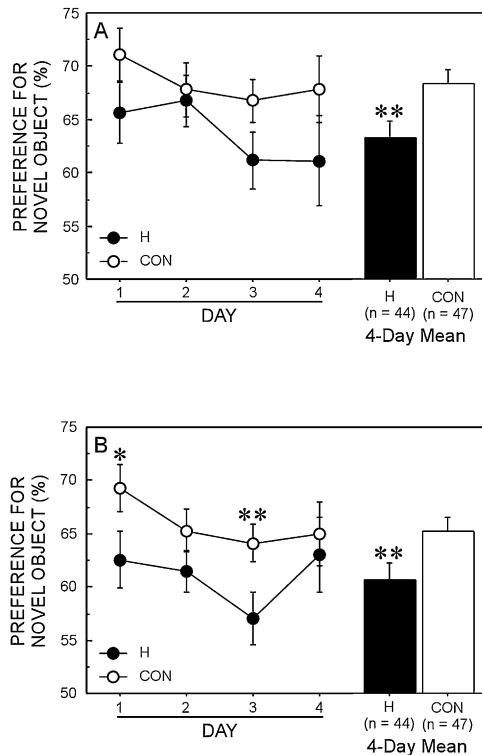 A
PREFERENCE FOR
NOVEL OBJECT (%)
75
70
65
60
55
50
**
H
CON
1 2 3 4
DAY
H CON
(n = 44) (n = 47)
4-Day Mean
B
PREFERENCE FOR
NOVEL OBJECT (%)
75
70
65
60
55
50
*
**
**
H
CON
1 2 3 4
DAY
H CON
(n = 44) (n = 47)
4-Day Mean